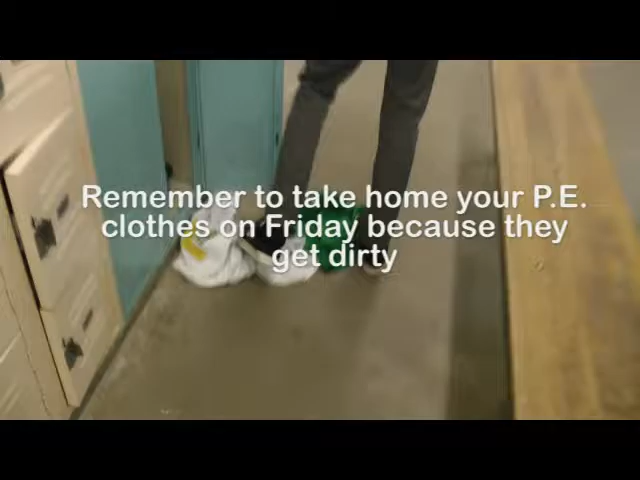 Remember to take home your P.E.
clothes on Friday because they
get dirty